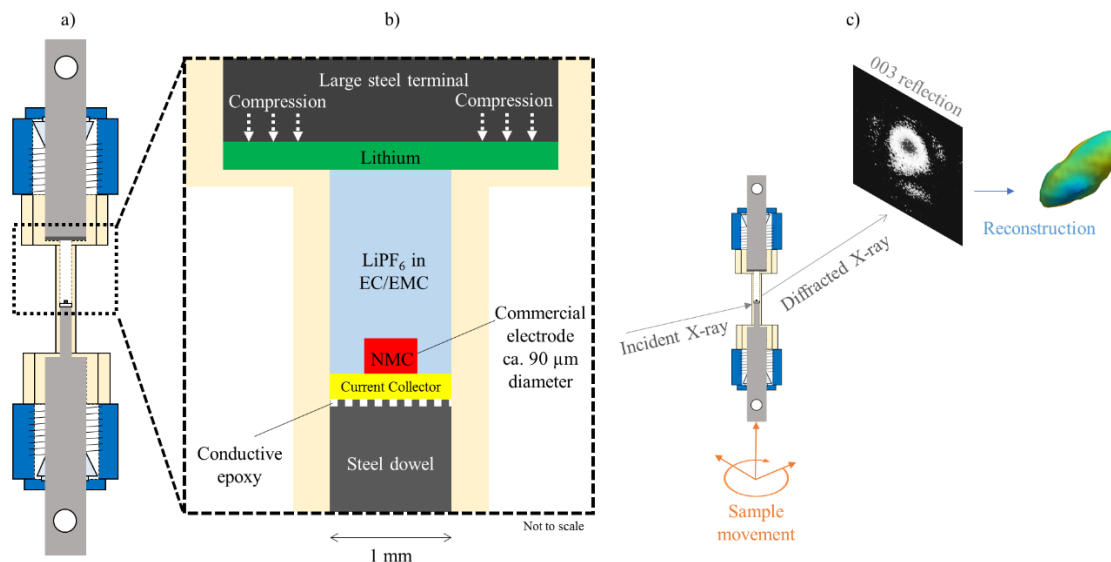 a)
b)
c)
Large steel terminal
Compression
Compression
Lithium
LiPF6 in
EC/EMC
Commercial
electrode
ca. 90 µm
diameter
NMC
Current Collector
Conductive
epoxy
Steel dowel
Not to scale
1 mm
003 reflection
Reconstruction
Diffracted X-ray
Incident X-ray
Sample
movement